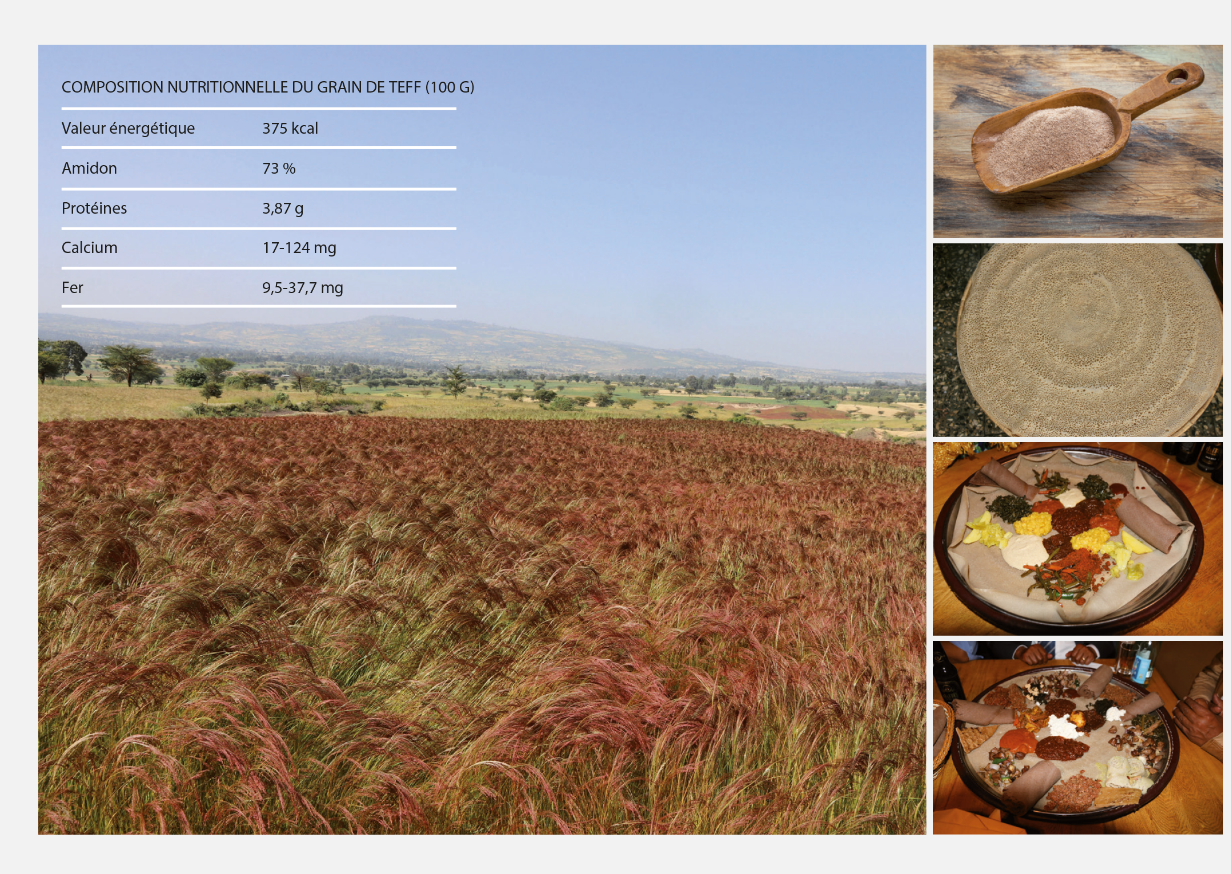 COMPOSITION NUTRITIONNELLE DU GRAIN DE TEFF (100 G)
Valeur énergétique 375 kcal
Amidon 73 %
Protéines 3,87 g
Calcium 17-124 mg
Fer 9,5-37,7 mg